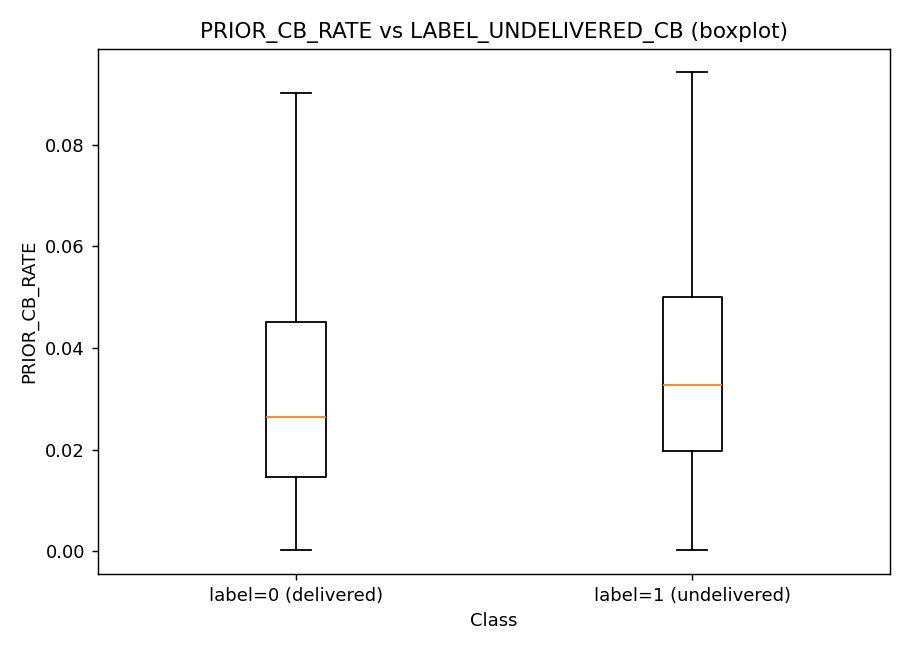 PRIOR_CB_RATE vs LABEL_UNDELIVERED_CB (boxplot)
PRIOR_CB_RATE
0.08
0.06
0.04
0.02
0.00
label=0 (delivered)
label=1 (undelivered)
Class